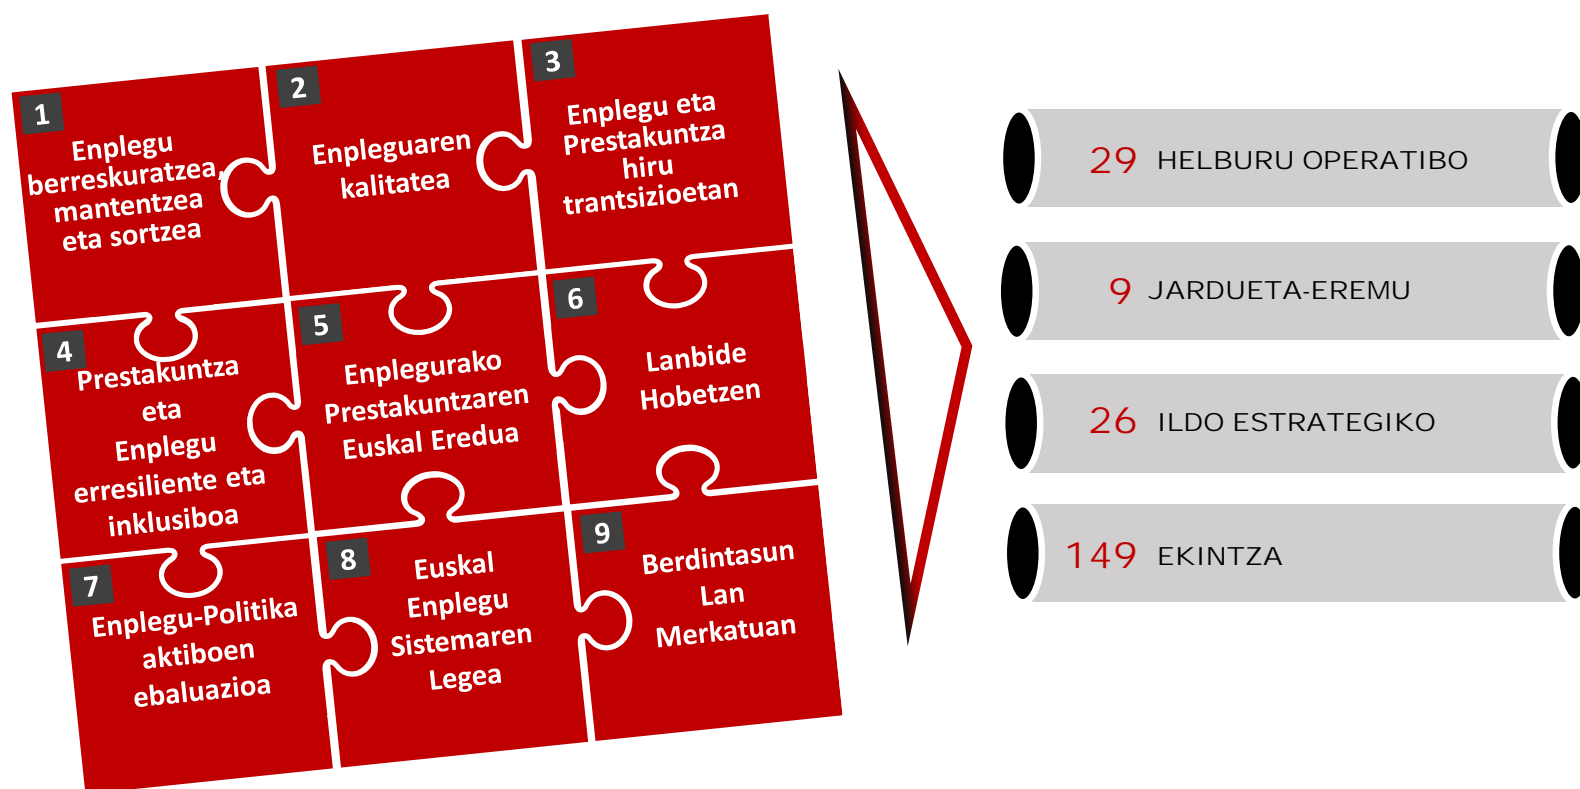 1
Enplegu
berreskuratzea,
mantentzea
eta sortzea
2
Enpleguaren
kalitatea
3
Enplegu eta
Prestakuntza
hiru
trantsizioetan
4
Prestakuntza
eta
Enplegu
erresiliente eta
inklusiboa
5
Enplegurako
Prestakuntzaren
Euskal Eredua
6
Lanbide
Hobetzen
7
Enplegu-Politika
aktiboen
ebaluazioa
8
Euskal
Enplegu
Sistemaren
Legea
9
Berdintasun
Lan
Merkatuan
29 HELBURU OPERATIBO
9 JARDUETA-EREMU
26 ILDO ESTRATEGIKO
149 EKINTZA